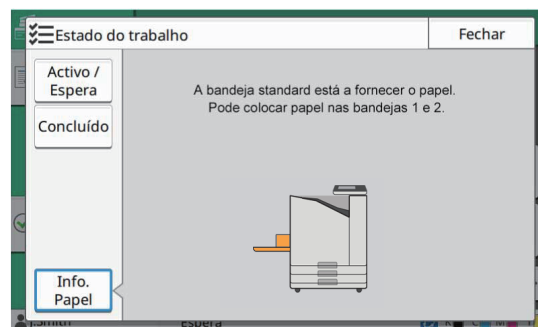 Estado do trabalho
Fechar
Activo /
Espera
Concluído
A bandeja standard está a fornecer o papel.
Pode colocar papel nas bandejas 1 e 2.
Info.
Papel
J.Smith
Espera
K
C
M